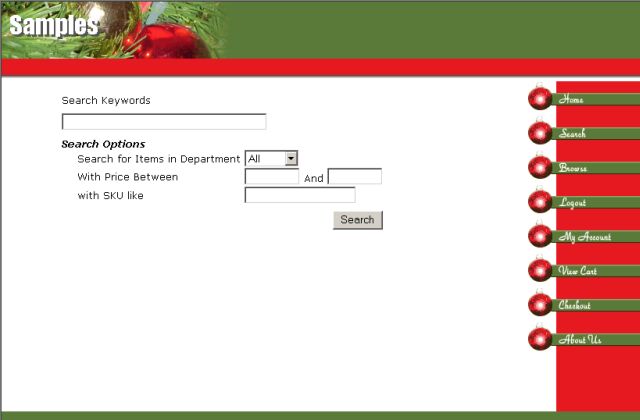 Samples
Search Keywords
Search Options
Search for Items in Department All
With Price Between And
with SKU like
Search
Home
Search
Browse
Logout
My Account
View Cart
Checkout
About Us